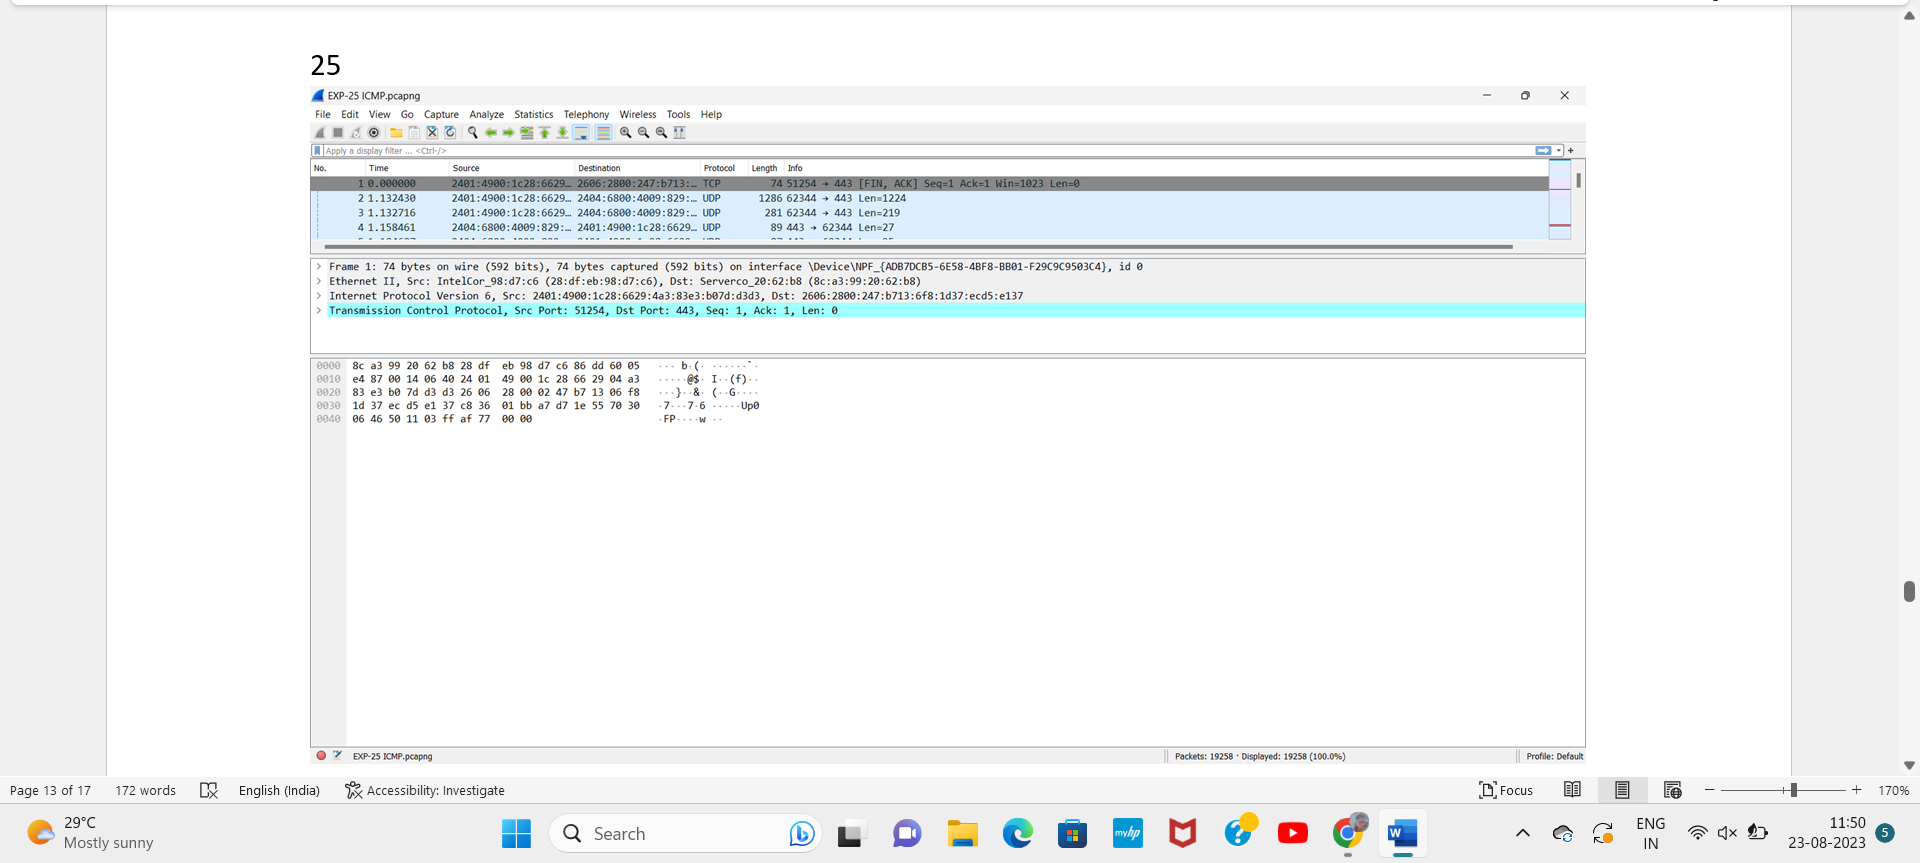 25
EXP-25 ICMP.pcapng
File Edit View Go Capture Analyze Statistics Telephony Wireless Tools Help
Apply a display filter ... <Ctrl-/>
No. Time Source Destination Protocol Length Info
1 0.000000 2401:4900:1c28:6629… 2606:2800:247:b713:… TCP 74 51254 → 443 [FIN, ACK] Seq=1 Ack=1 Win=1023 Len=0
2 1.132430 2401:4900:1c28:6629… 2404:6800:4009:829:… UDP 1286 62344 → 443 Len=1224
3 1.132716 2401:4900:1c28:6629… 2404:6800:4009:829:… UDP 281 62344 → 443 Len=219
4 1.158461 2404:6800:4009:829:… 2401:4900:1c28:6629… UDP 89 443 → 62344 Len=27
Frame 1: 74 bytes on wire (592 bits), 74 bytes captured (592 bits) on interface \Device\NPF_{ADB7DCB5-6E58-4BF8-BB01-F29C9C9503C4}, id 0
Ethernet II, Src: IntelCor_98:d7:c6 (28:df:eb:98:d7:c6), Dst: Serverco_20:62:b8 (8c:a3:99:20:62:b8)
Internet Protocol Version 6, Src: 2401:4900:1c28:6629:4a3:83e3:b07d:d3d3, Dst: 2606:2800:247:b713:6f8:1d37:ecd5:e137
Transmission Control Protocol, Src Port: 51254, Dst Port: 443, Seq: 1, Ack: 1, Len: 0
0000 8c a3 99 20 62 b8 28 df eb 98 d7 c6 86 dd 60 05 ··· b·(· ······`·
0010 e4 87 00 14 06 40 24 01 49 00 1c 28 66 29 04 a3 ·····@$· I··(f)··
0020 83 e3 b0 7d d3 d3 26 06 28 00 02 47 b7 13 06 f8 ···}··&· (··G····
0030 1d 37 ec d5 e1 37 c8 36 01 bb a7 d7 1e 55 70 30 ·7···7·6 ·····Up0
0040 06 46 50 11 03 ff af 77 00 00 ·FP····w ··
EXP-25 ICMP.pcapng Packets: 19258 · Displayed: 19258 (100.0%) Profile: Default
Page 13 of 17 172 words English (India) Accessibility: Investigate Focus 170%
29°C
Mostly sunny
Search
myhp
ENG
IN
11:50
23-08-2023
5